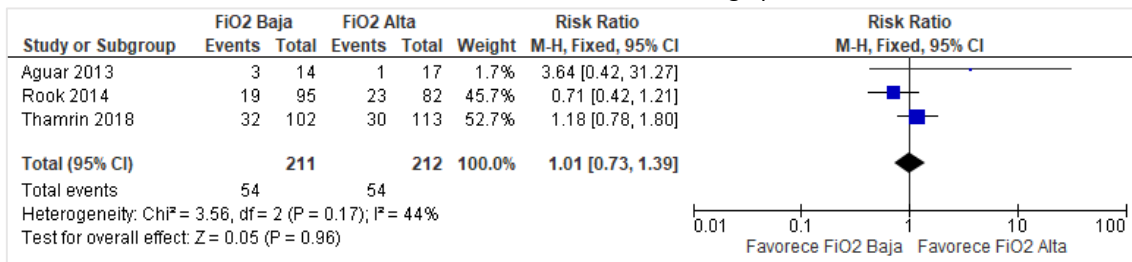 FiO2 Baja FiO2 Alta Risk Ratio Risk Ratio
Study or Subgroup Events Total Events Total Weight M-H, Fixed, 95% CI M-H, Fixed, 95% CI
Aguar 2013 3 14 1 17 1.7% 3.64 [0.42, 31.27]
Rook 2014 19 95 23 82 45.7% 0.71 [0.42, 1.21]
Thamrin 2018 32 102 30 113 52.7% 1.18 [0.78, 1.80]
Total (95% CI) 211 212 100.0% 1.01 [0.73, 1.39]
Total events 54 54
Heterogeneity: Chi² = 3.56, df = 2 (P = 0.17); I² = 44%
Test for overall effect: Z = 0.05 (P = 0.96)
0.01 0.1 1 10 100
Favorece FiO2 Baja Favorece FiO2 Alta